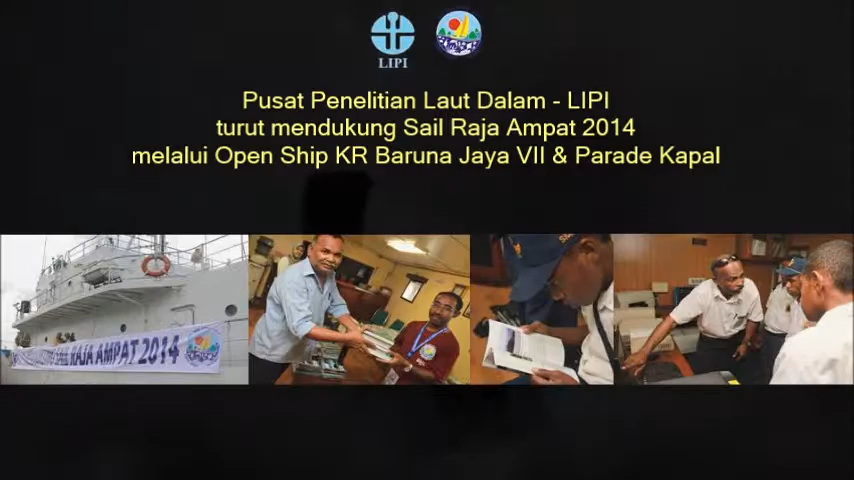 LIPI
Pusat Penelitian Laut Dalam - LIPI
turut mendukung Sail Raja Ampat 2014
melalui Open Ship KR Baruna Jaya VII & Parade Kapal
SAIL RAJA AMPAT 2014